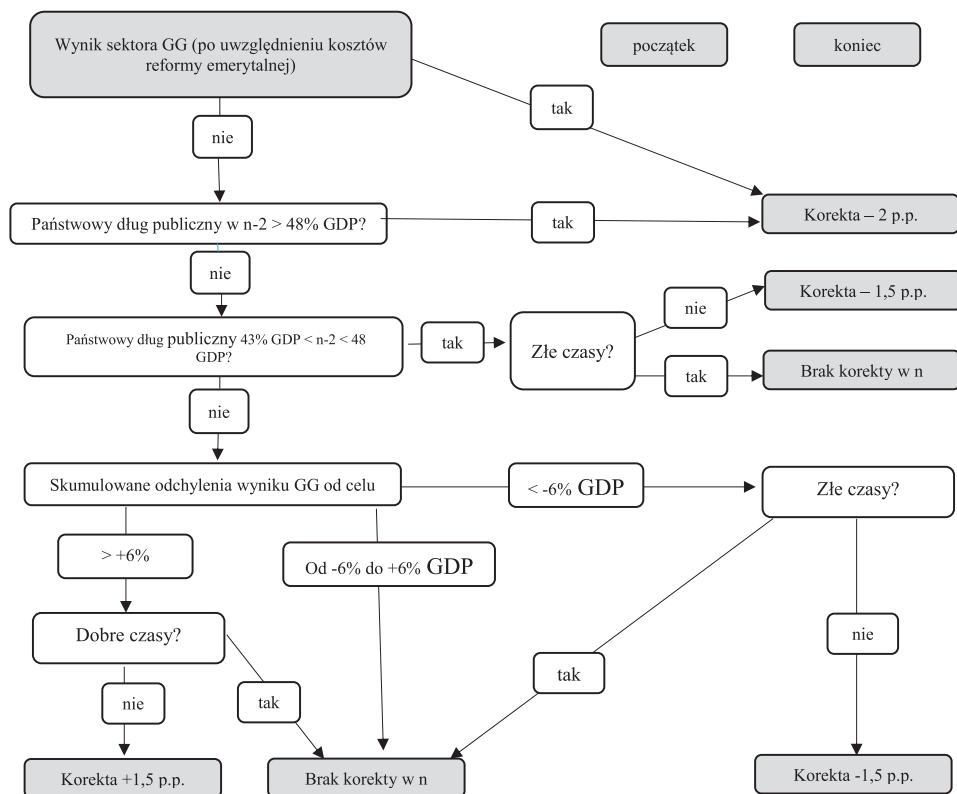 Wynik sektora GG (po uwzględnieniu kosztów
reformy emerytalnej)
początek
koniec
tak
nie
Państwowy dług publiczny w n-2 > 48% GDP?
tak
Korekta – 2 p.p.
nie
Korekta – 1,5 p.p.
nie
Państwowy dług publiczny 43% GDP < n-2 < 48
GDP?
tak
Złe czasy?
tak
Brak korekty w n
nie
Skumulowane odchylenia wyniku GG od celu
< -6% GDP
Złe czasy?
> +6%
Od -6% do +6% GDP
Dobre czasy?
nie
tak
nie
tak
Korekta +1,5 p.p.
Brak korekty w n
Korekta -1,5 p.p.